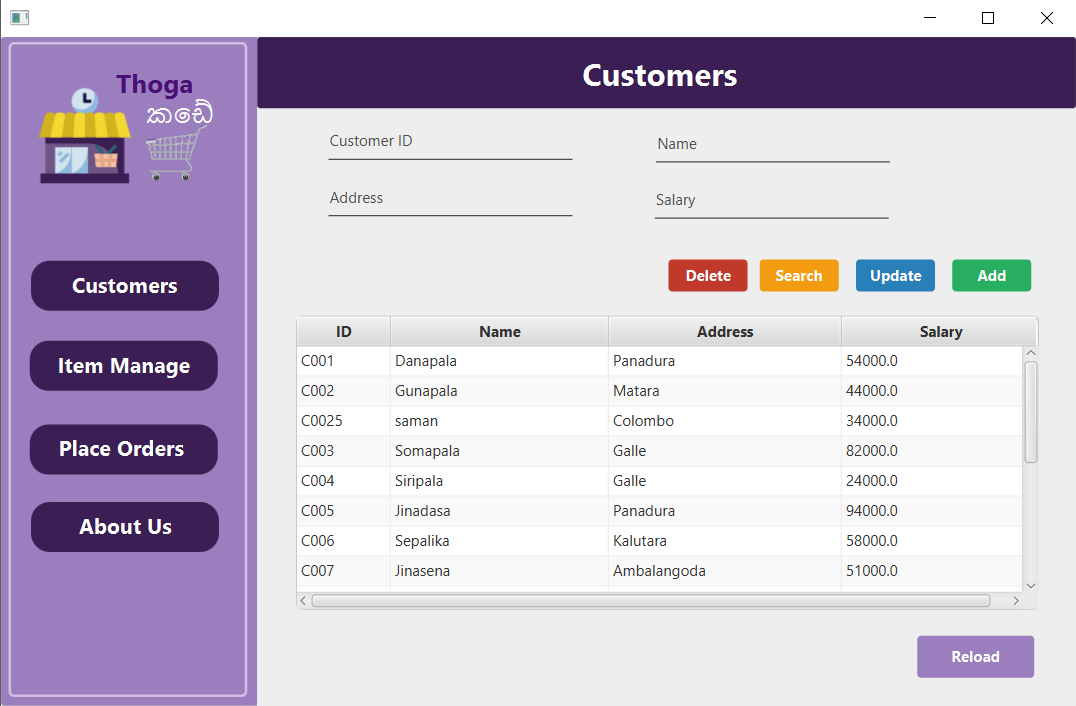 Thoga
කඩේ
Customers
Item Manage
Place Orders
About Us
Customers
Customer ID Name
Address Salary
Delete Search Update Add
ID Name Address Salary
C001 Danapala Panadura 54000.0
C002 Gunapala Matara 44000.0
C0025 saman Colombo 34000.0
C003 Somapala Galle 82000.0
C004 Siripala Galle 24000.0
C005 Jinadasa Panadura 94000.0
C006 Sepalika Kalutara 58000.0
C007 Jinasena Ambalangoda 51000.0
Reload